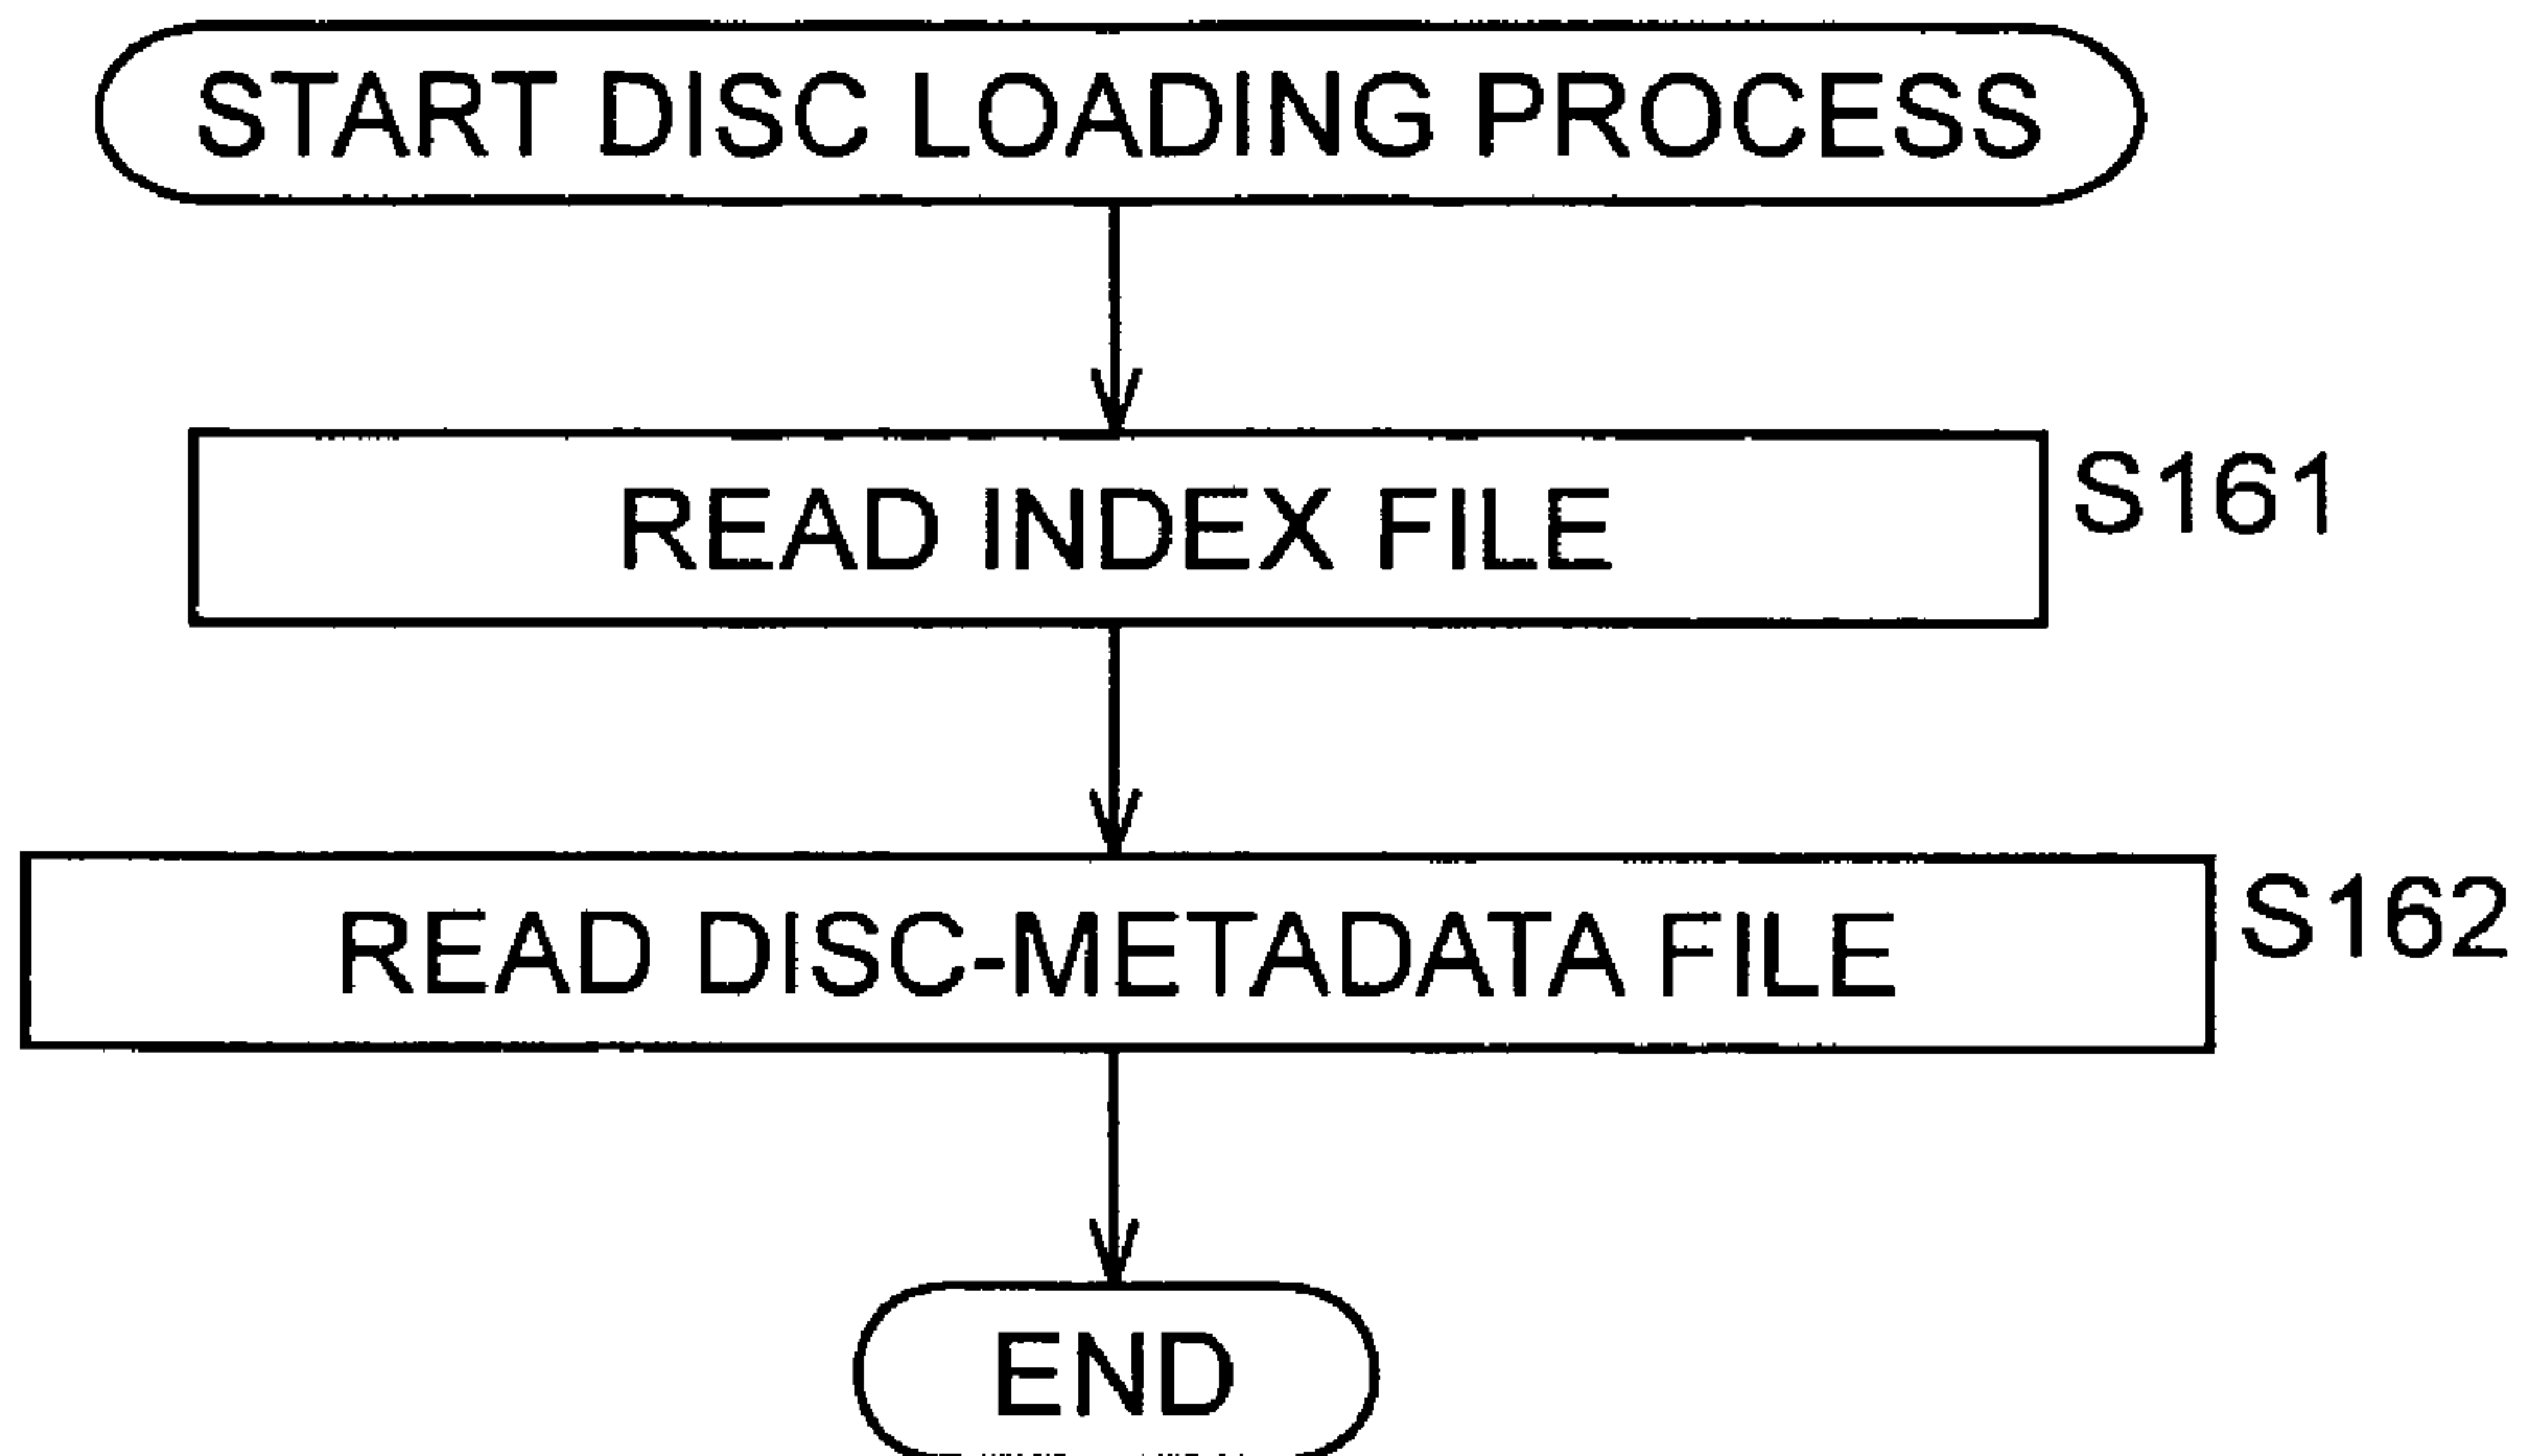 START DISC LOADING PROCESS
READ INDEX FILE
S161
READ DISC-METADATA FILE
S162
END